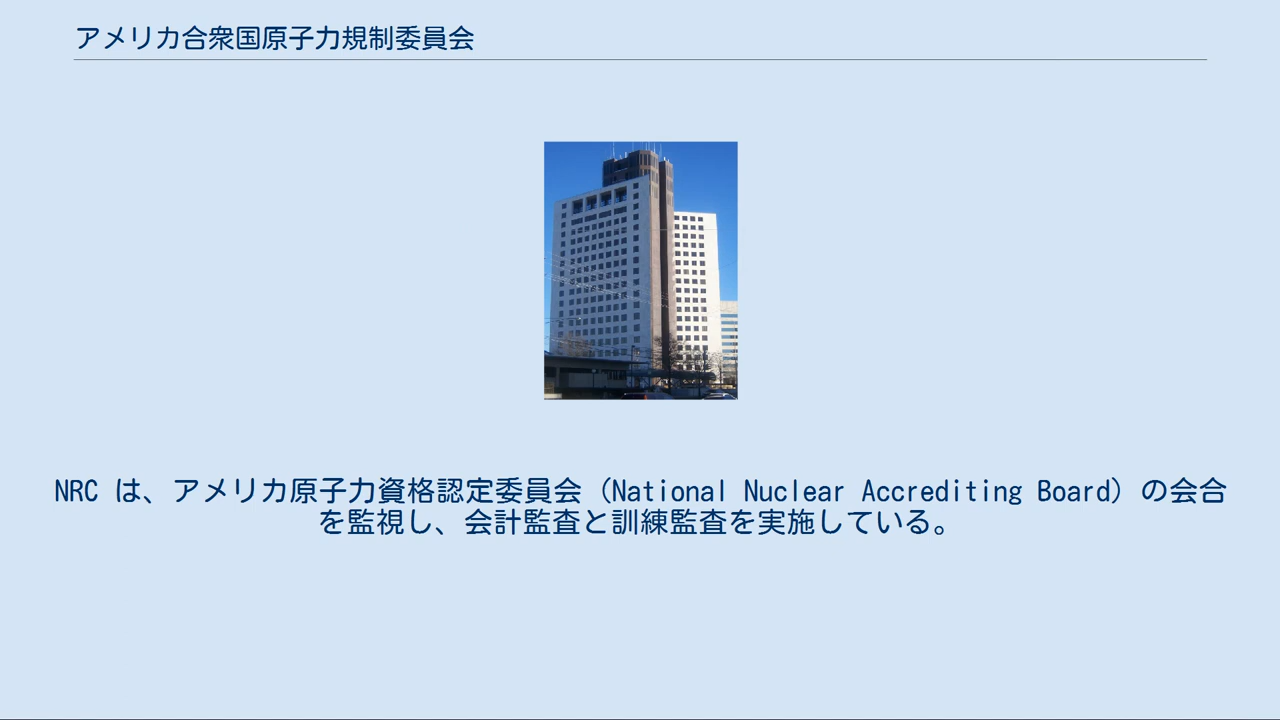 アメリカ合衆国原子力規制委員会
NRC は、アメリカ原子力資格認定委員会（National Nuclear Accrediting Board）の会合
を監視し、会計監査と訓練監査を実施している。